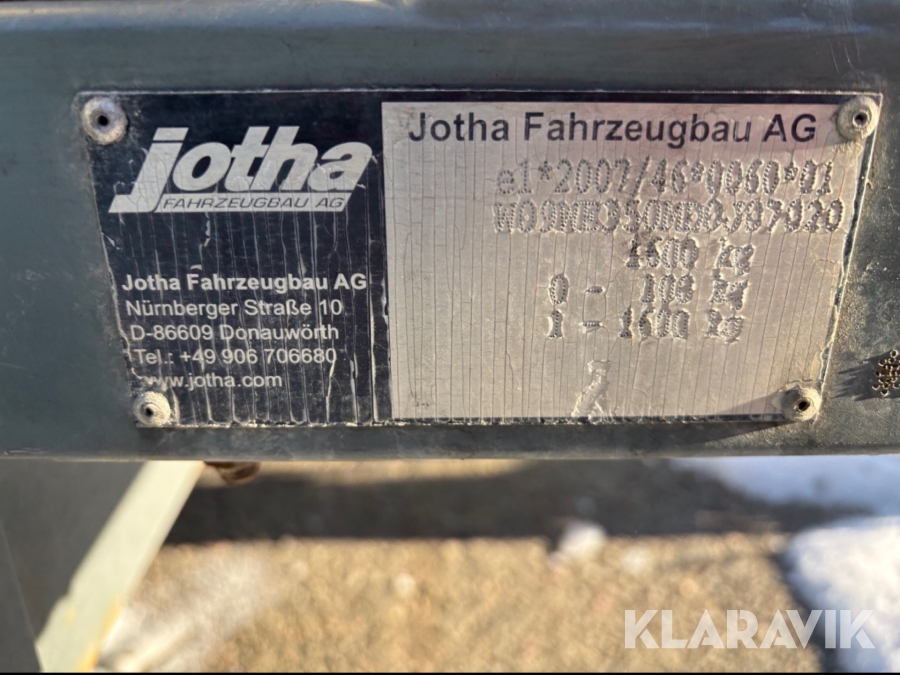 jotha
FAHRZEUGBAU AG
Jotha Fahrzeugbau AG
Nürnberger Straße 10
D-86609 Donauwörth
Tel.: +49 906 706680
www.jotha.com
Jotha Fahrzeugbau AG
e1*2007/46*0060*01
1600 kg
0 - 100 kg
1 - 1600 kg
KLARAVIK